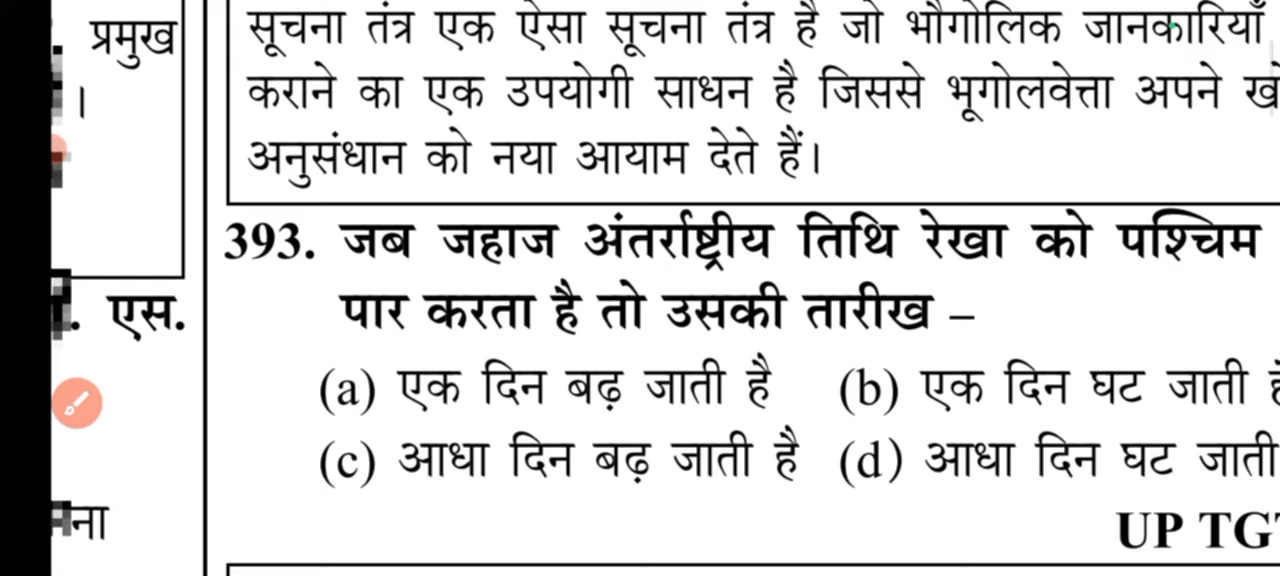 प्रमुख
।
एस.
सूचना तंत्र एक ऐसा सूचना तंत्र है जो भौगोलिक जानकारियाँ
कराने का एक उपयोगी साधन है जिससे भूगोलवेत्ता अपने
अनुसंधान को नया आयाम देते हैं।
393. जब जहाज अंतर्राष्ट्रीय तिथि रेखा को पश्चिम
पार करता है तो उसकी तारीख –
(a) एक दिन बढ़ जाती है (b) एक दिन घट जाती
(c) आधा दिन बढ़ जाती है (d) आधा दिन घट जाती
UP TG